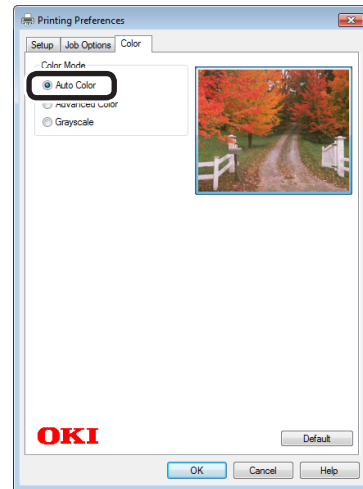 Printing Preferences
Setup Job Options Color
Color Mode
Auto Color
Advanced Color
Grayscale
OKI
Default
OK Cancel Help